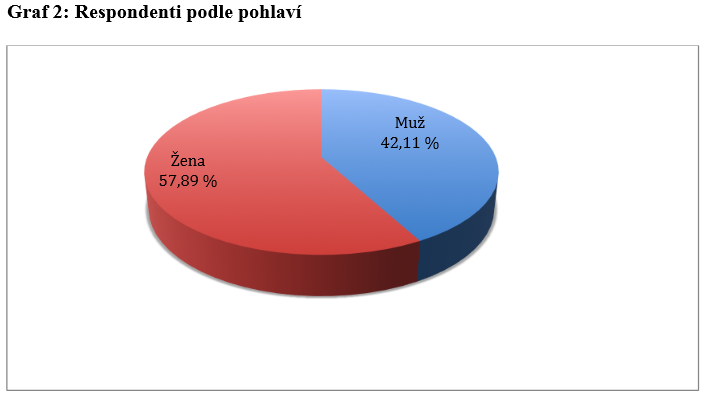 Graf 2: Respondenti podle pohlaví
Muž
42,11 %
Žena
57,89 %